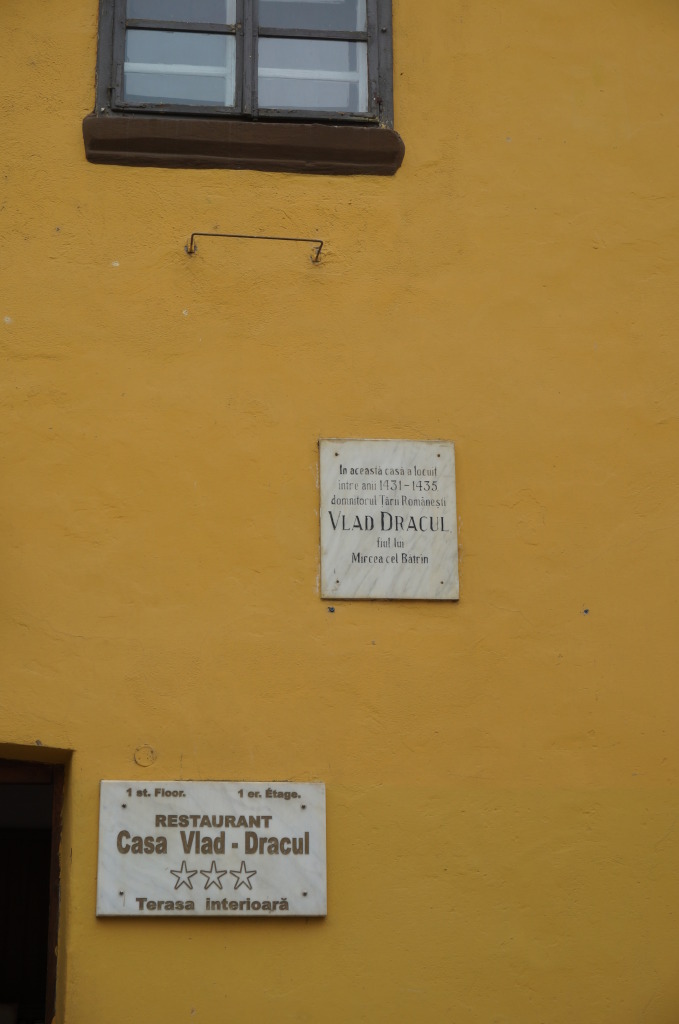 In această casă a locuit
între anii 1431-1435
domnitorul Țării Românești
VLAD DRACUL
fiul lui
Mircea cel Bătrîn
1 st. Floor. 1 er. Étage.
RESTAURANT
Casa Vlad - Dracul
Terasa interioară